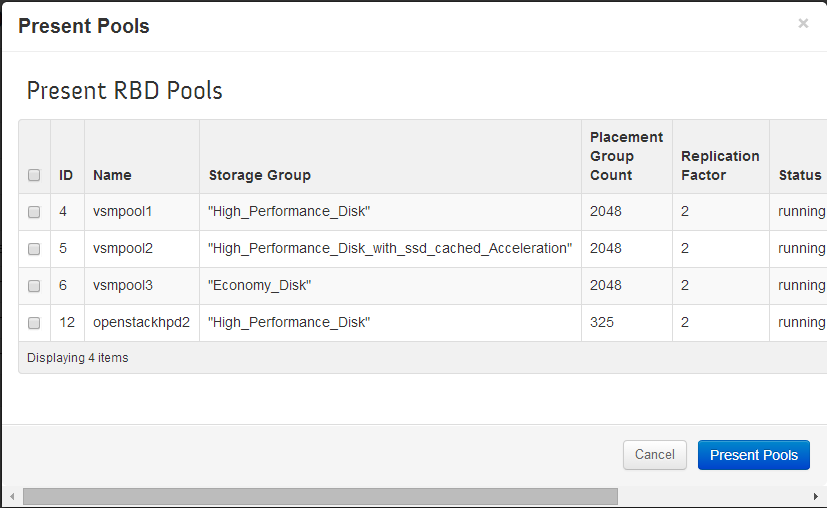 Present Pools
×
Present RBD Pools
ID Name Storage Group Placement Group Count Replication Factor Status
4 vsmpool1 "High_Performance_Disk" 2048 2 running
5 vsmpool2 "High_Performance_Disk_with_ssd_cached_Acceleration" 2048 2 running
6 vsmpool3 "Economy_Disk" 2048 2 running
12 openstackhpd2 "High_Performance_Disk" 325 2 running
Displaying 4 items
Cancel Present Pools